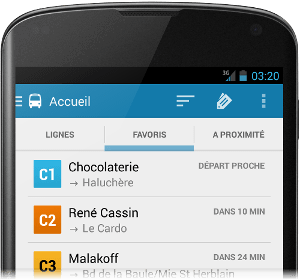 3G 03:20
Accueil
LIGNES FAVORIS A PROXIMITÉ
C1 Chocolaterie DÉPART PROCHE
→ Haluchère
C2 René Cassin DANS 10 MIN
→ Le Cardo
C3 Malakoff DANS 24 MIN
→ Bd de la Baule/Mie St Herblain